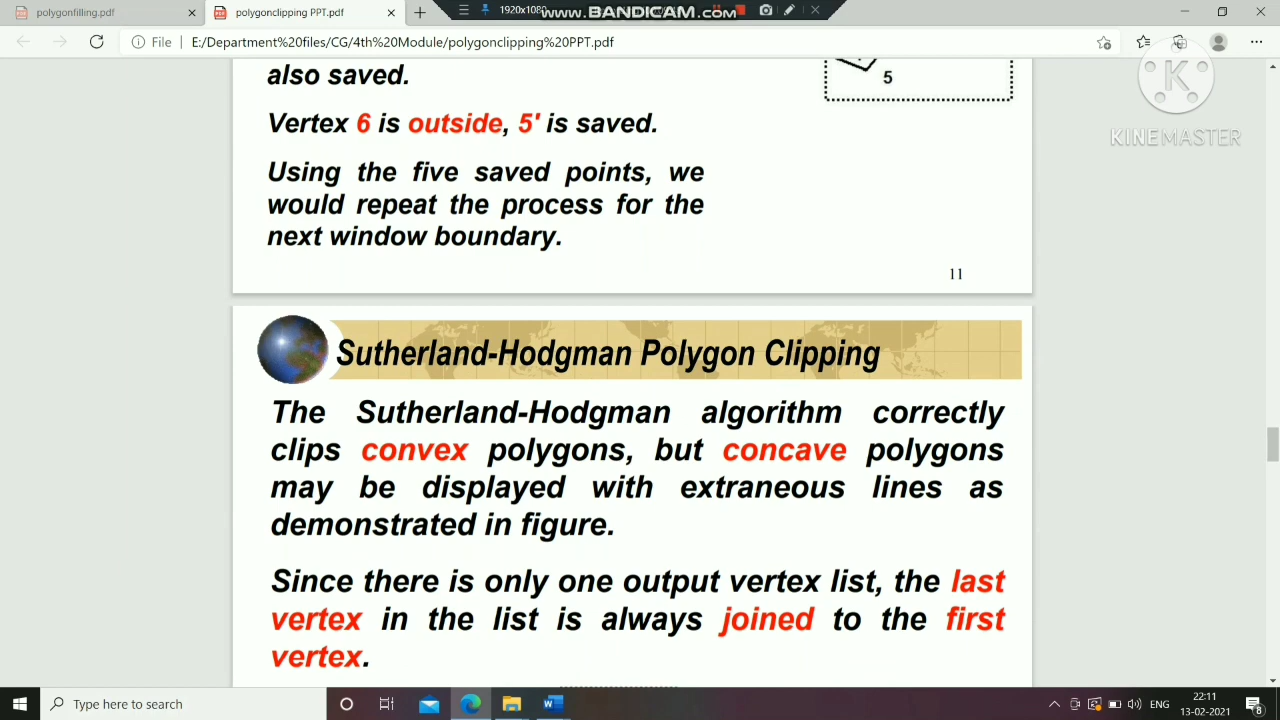 polygonfilling.pdf
polygonclipping PPT.pdf
1920x1080
www.BANDICAM.com
File
E:/Department%20files/CG/4th%20Module/polygonclipping%20PPT.pdf
K
KINEMASTER
also saved.
5
Vertex 6 is outside, 5' is saved.
Using the five saved points, we
would repeat the process for the
next window boundary.
11
Sutherland-Hodgman Polygon Clipping
The Sutherland-Hodgman algorithm correctly
clips convex polygons, but concave polygons
may be displayed with extraneous lines as
demonstrated in figure.
Since there is only one output vertex list, the last
vertex in the list is always joined to the first
vertex.
Type here to search
ENG
22:11
13-02-2021
8